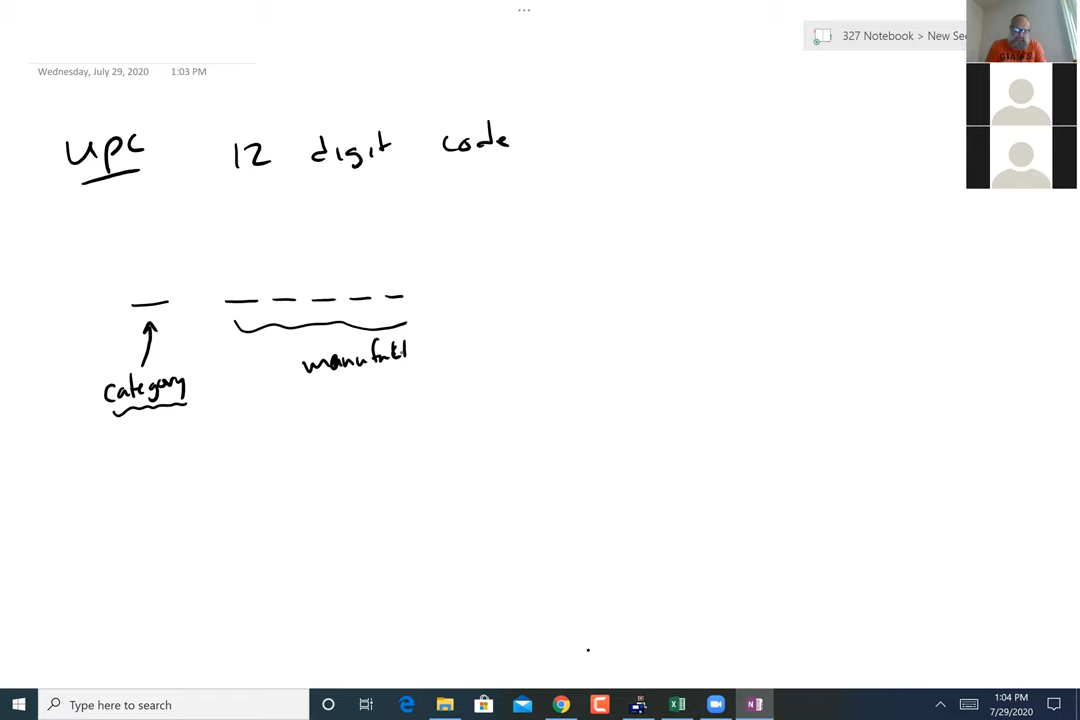 327 Notebook > New Se
Wednesday, July 29, 2020 1:03 PM
UPC 12 digit code
category
GIANTS
Type here to search
1:04 PM
7/29/2020